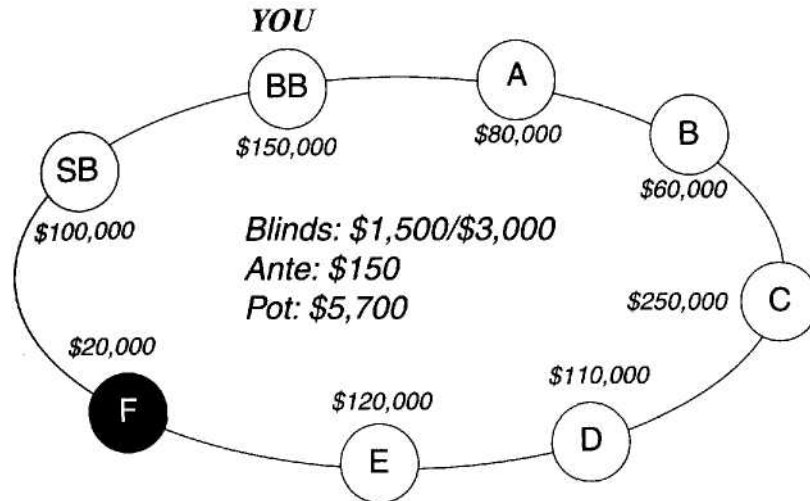 YOU
BB
$150,000
A
$80,000
B
$60,000
SB
$100,000
Blinds: $1,500/$3,000
Ante: $150
Pot: $5,700
C
$250,000
$20,000
F
$120,000
E
$110,000
D